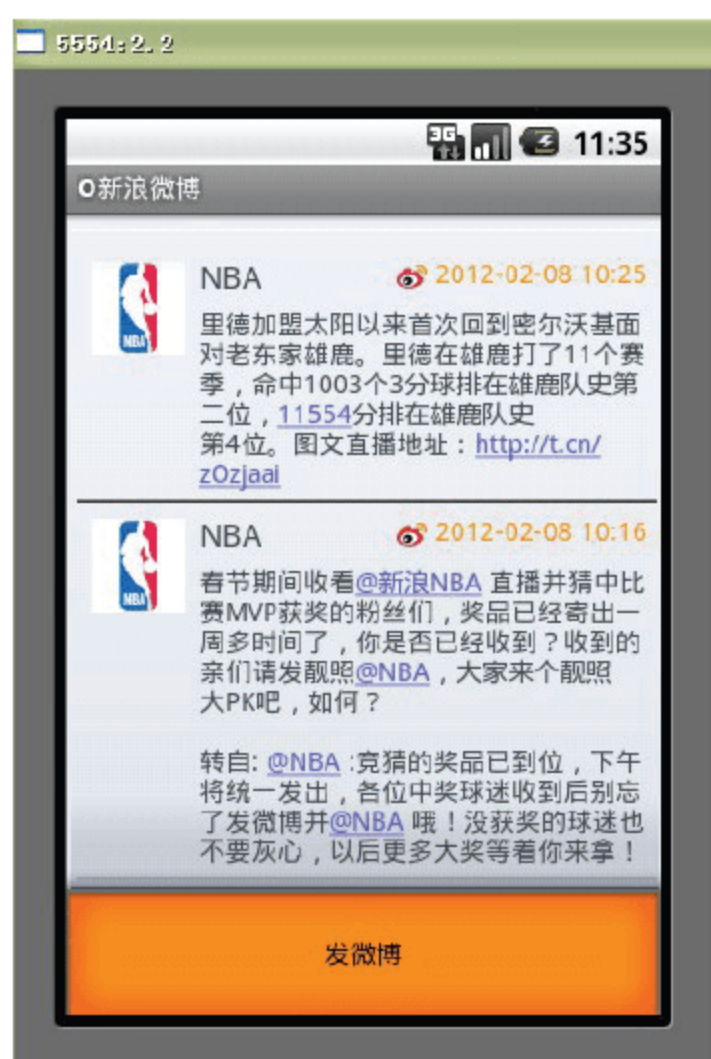 5554:2.2
3G 11:35
O新浪微博
NBA 2012-02-08 10:25
NBA
里德加盟太阳以来首次回到密尔沃基面
对老东家雄鹿。里德在雄鹿打了11个赛
季，命中1003个3分球排在雄鹿队史第
二位，11554分排在雄鹿队史
第4位。图文直播地址：http://t.cn/
zOzjaai
NBA 2012-02-08 10:16
NBA
春节期间收看@新浪NBA 直播并猜中比
赛MVP获奖的粉丝们，奖品已经寄出一
周多时间了，你是否已经收到？收到的
亲们请发靓照@NBA，大家来个靓照
大PK吧，如何？
转自: @NBA :竞猜的奖品已到位，下午
将统一发出，各位中奖球迷收到后别忘
了发微博并@NBA 哦！没获奖的球迷也
不要灰心，以后更多大奖等着你来拿！
发微博